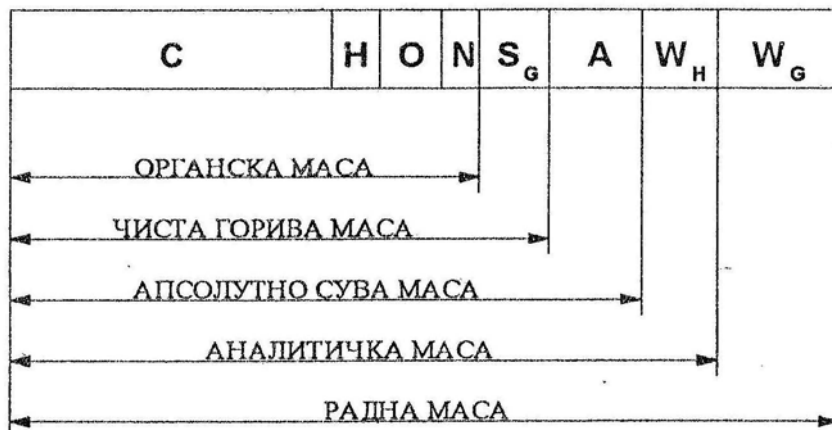 C H O N S_G A W_H W_G
ОРГАНСКА МАСА
ЧИСТА ГОРИВА МАСА
АПСОЛУТНО СУВА МАСА
АНАЛИТИЧКА МАСА
РАДНА МАСА